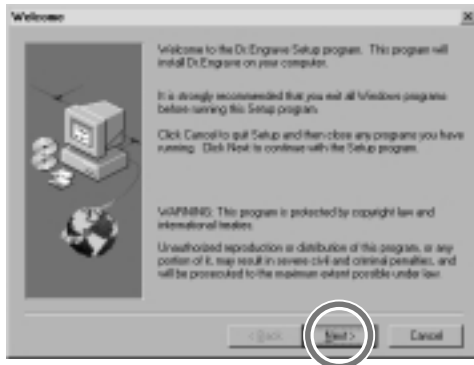 Welcome
Welcome to the Dr. Engrave Setup program. This program will
install Dr. Engrave on your computer.
It is strongly recommended that you exit all Windows programs
before running this Setup program.
Click Cancel to quit Setup and then close any programs you have
running. Click Next to continue with the Setup program.
WARNING: This program is protected by copyright law and
international treaties.
Unauthorized reproduction or distribution of this program, or any
portion of it, may result in severe civil and criminal penalties, and
will be prosecuted to the maximum extent possible under law.
< Back
Next >
Cancel